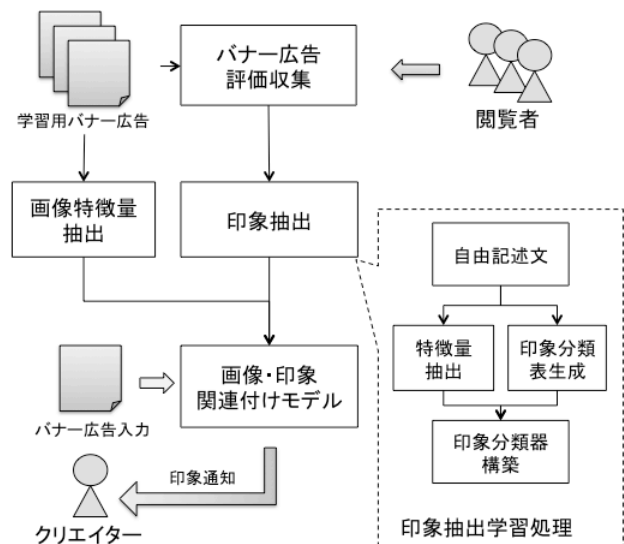 バナー広告
評価収集
学習用バナー広告
閲覧者
画像特徴量
抽出
印象抽出
自由記述文
特徴量
抽出
印象分類
表生成
画像・印象
関連付けモデル
バナー広告入力
印象分類器
構築
印象通知
クリエイター
印象抽出学習処理